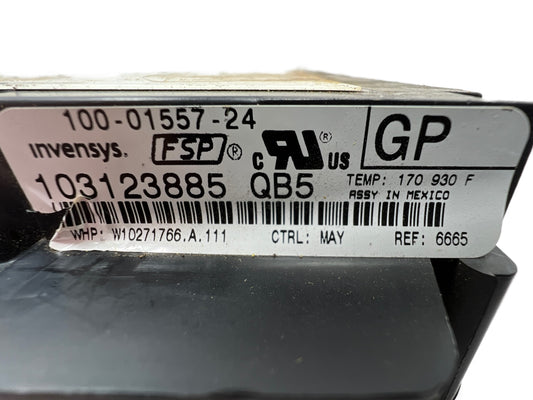 100-01557-24
invensys. FSP® c RU® US GP
103123885 QB5 TEMP: 170 930 F
ASSY IN MEXICO
WHP: W10271766.A.111 CTRL: MAY REF: 6665